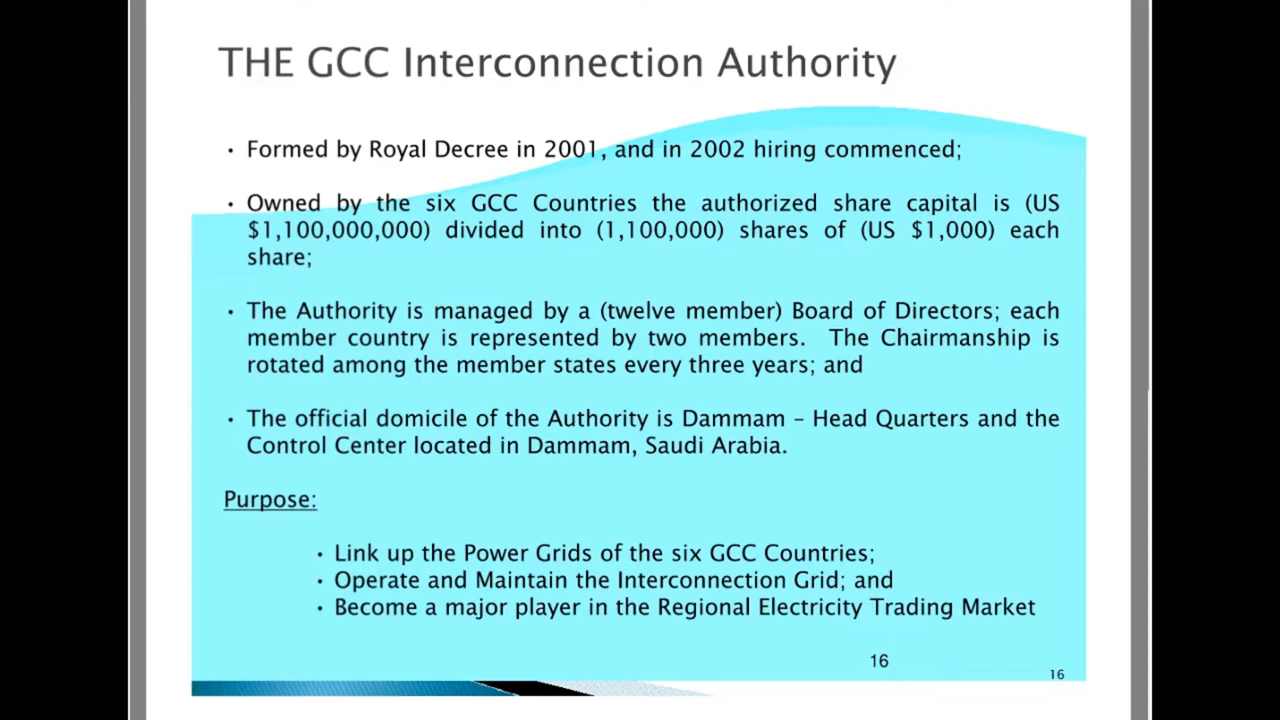 THE GCC Interconnection Authority
• Formed by Royal Decree in 2001, and in 2002 hiring commenced;
• Owned by the six GCC Countries the authorized share capital is (US
$1,100,000,000) divided into (1,100,000) shares of (US $1,000) each
share;
• The Authority is managed by a (twelve member) Board of Directors; each
member country is represented by two members. The Chairmanship is
rotated among the member states every three years; and
• The official domicile of the Authority is Dammam – Head Quarters and the
Control Center located in Dammam, Saudi Arabia.
Purpose:
• Link up the Power Grids of the six GCC Countries;
• Operate and Maintain the Interconnection Grid; and
• Become a major player in the Regional Electricity Trading Market
16
16